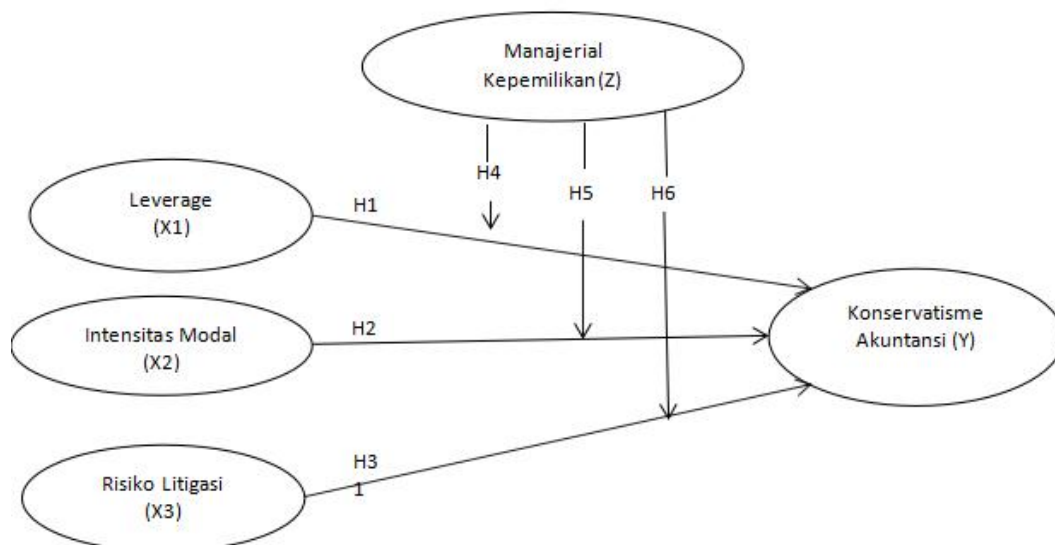 Manajerial
Kepemilikan (Z)
H4
H5
H6
Leverage
(X1)
H1
Intensitas Modal
(X2)
H2
Konservatisme
Akuntansi (Y)
Risiko Litigasi
(X3)
H3
1